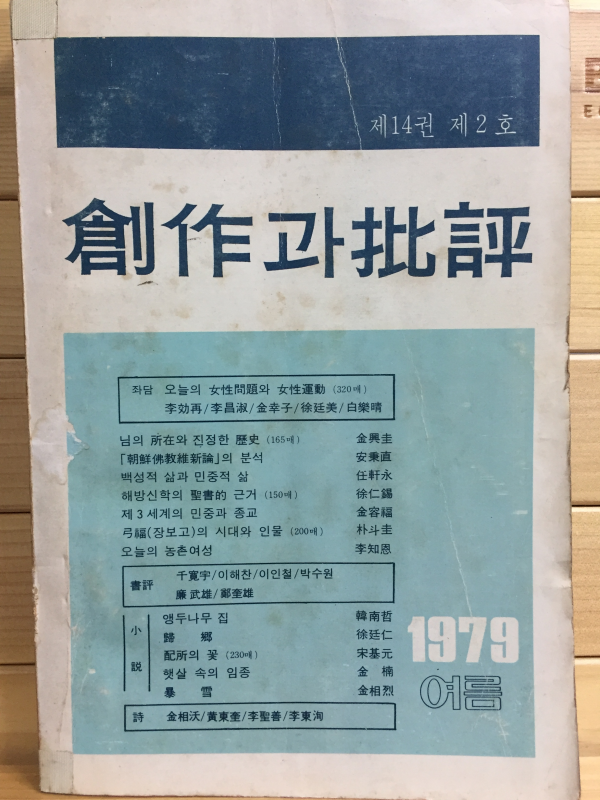 제14권 제2호
創作과批評
좌담 오늘의 女性問題와 女性運動 (320매)
李効再/李昌淑/金幸子/徐廷美/白樂晴
님의 所在와 진정한 歷史 (165매) 金興圭
「朝鮮佛教維新論」의 분석 安秉直
백성적 삶과 민중적 삶 任軒永
해방신학의 聖書的 근거 (150매) 徐仁錫
제3세계의 민중과 종교 金容福
弓福(장보고)의 시대와 인물 (200매) 朴斗圭
오늘의 농촌여성 李知恩
書評 千寬宇/이해찬/이인철/박수원
廉武雄/鄭奎雄
小説
앵두나무 집 韓南哲
歸鄕 徐廷仁
配所의 꽃 (230매) 宋基元
햇살 속의 임종 金楠
暴雪 金相烈
詩 金相沃/黃東奎/李聖善/李東洵
1979
여름